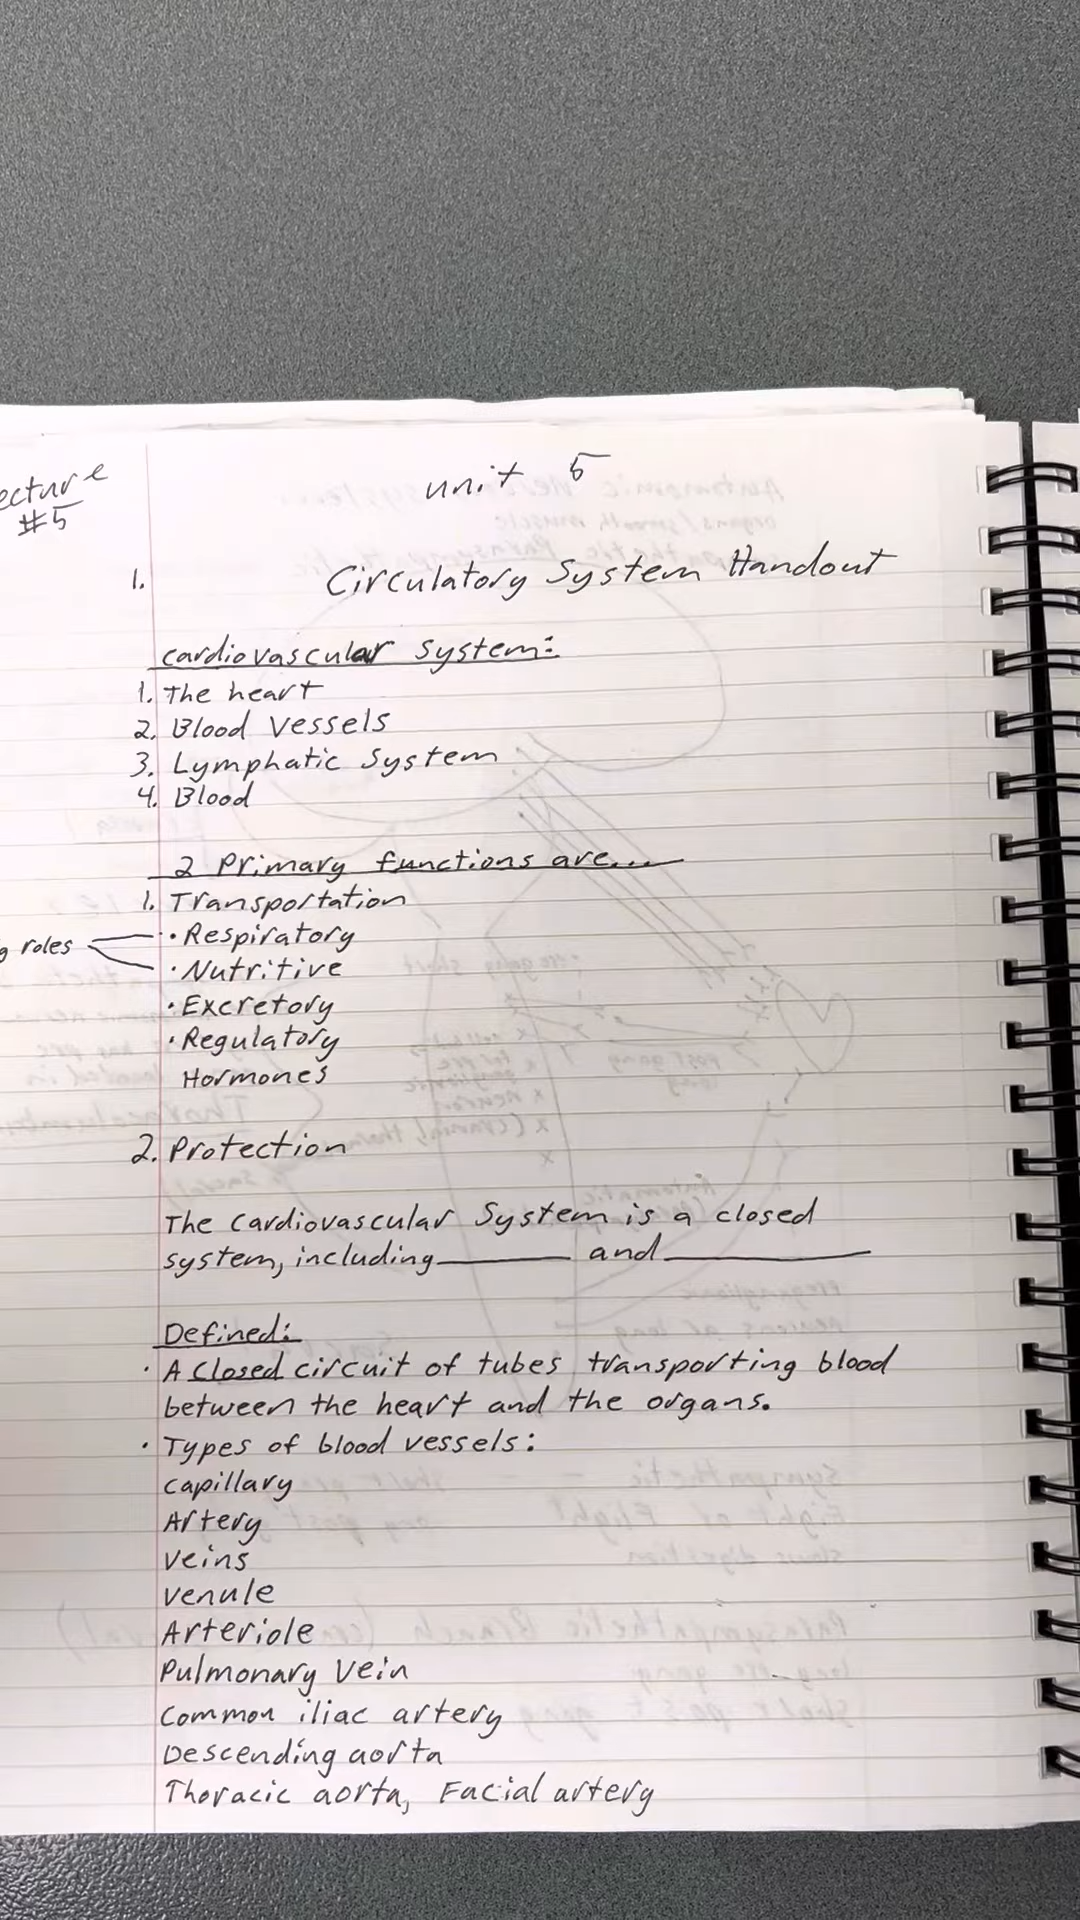 unit 5
#5
1. Circulatory System Handout
Cardiovascular System:
1. The heart
2. Blood Vessels
3. Lymphatic System
4. Blood
2 Primary functions are...
1. Transportation
• Respiratory
roles
• Nutritive
• Excretory
• Regulatory
Hormones
2. Protection
The Cardiovascular System is a closed
system, including ______ and ______
Defined:
• A Closed circuit of tubes transporting blood
between the heart and the organs.
• Types of blood vessels:
Capillary
Artery
Veins
Venule
Arteriole
Pulmonary Vein
Common iliac artery
Descending aorta
Thoracic aorta, Facial artery